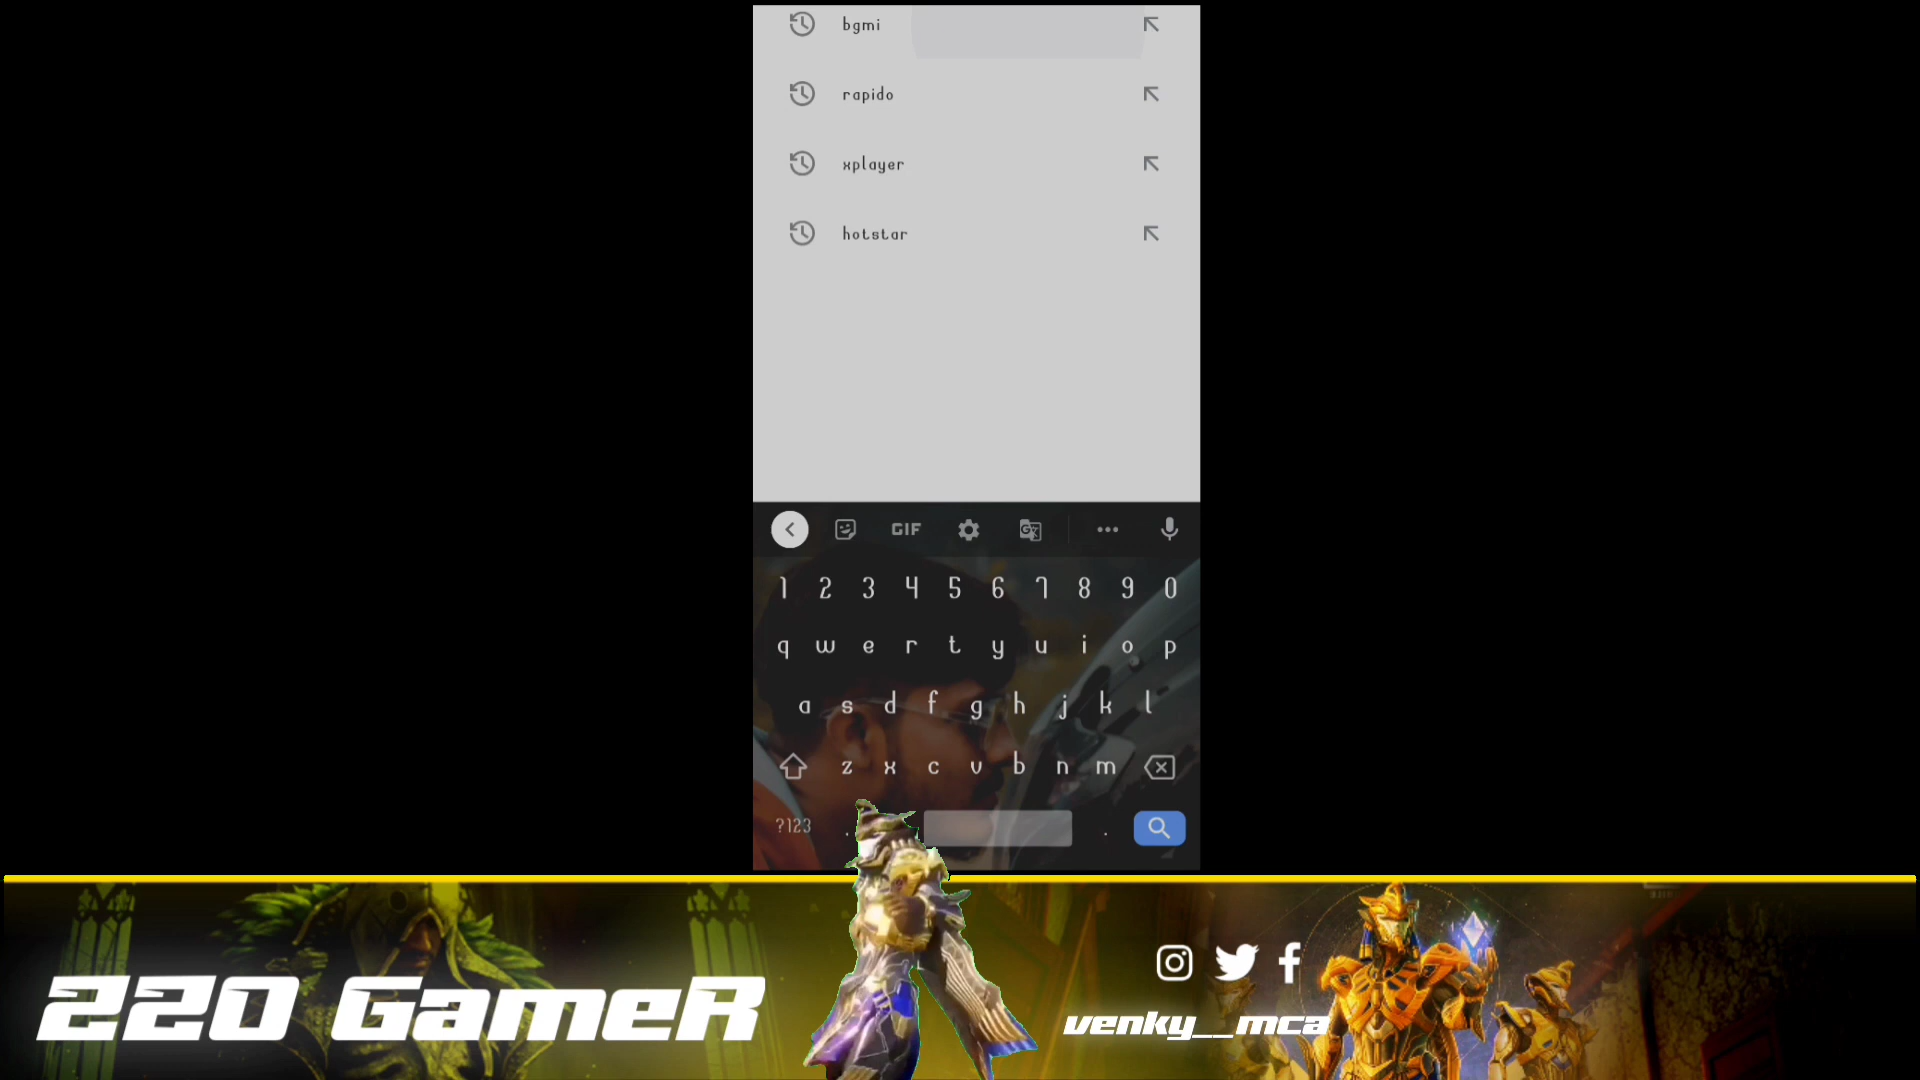 bgmi
rapido
xplayer
hotstar
GIF
1 2 3 4 5 6 7 8 9 0
q w e r t y u i o p
a s d f g h j k l
z x c v b n m
?123 . .
220 GameR
venky__mca